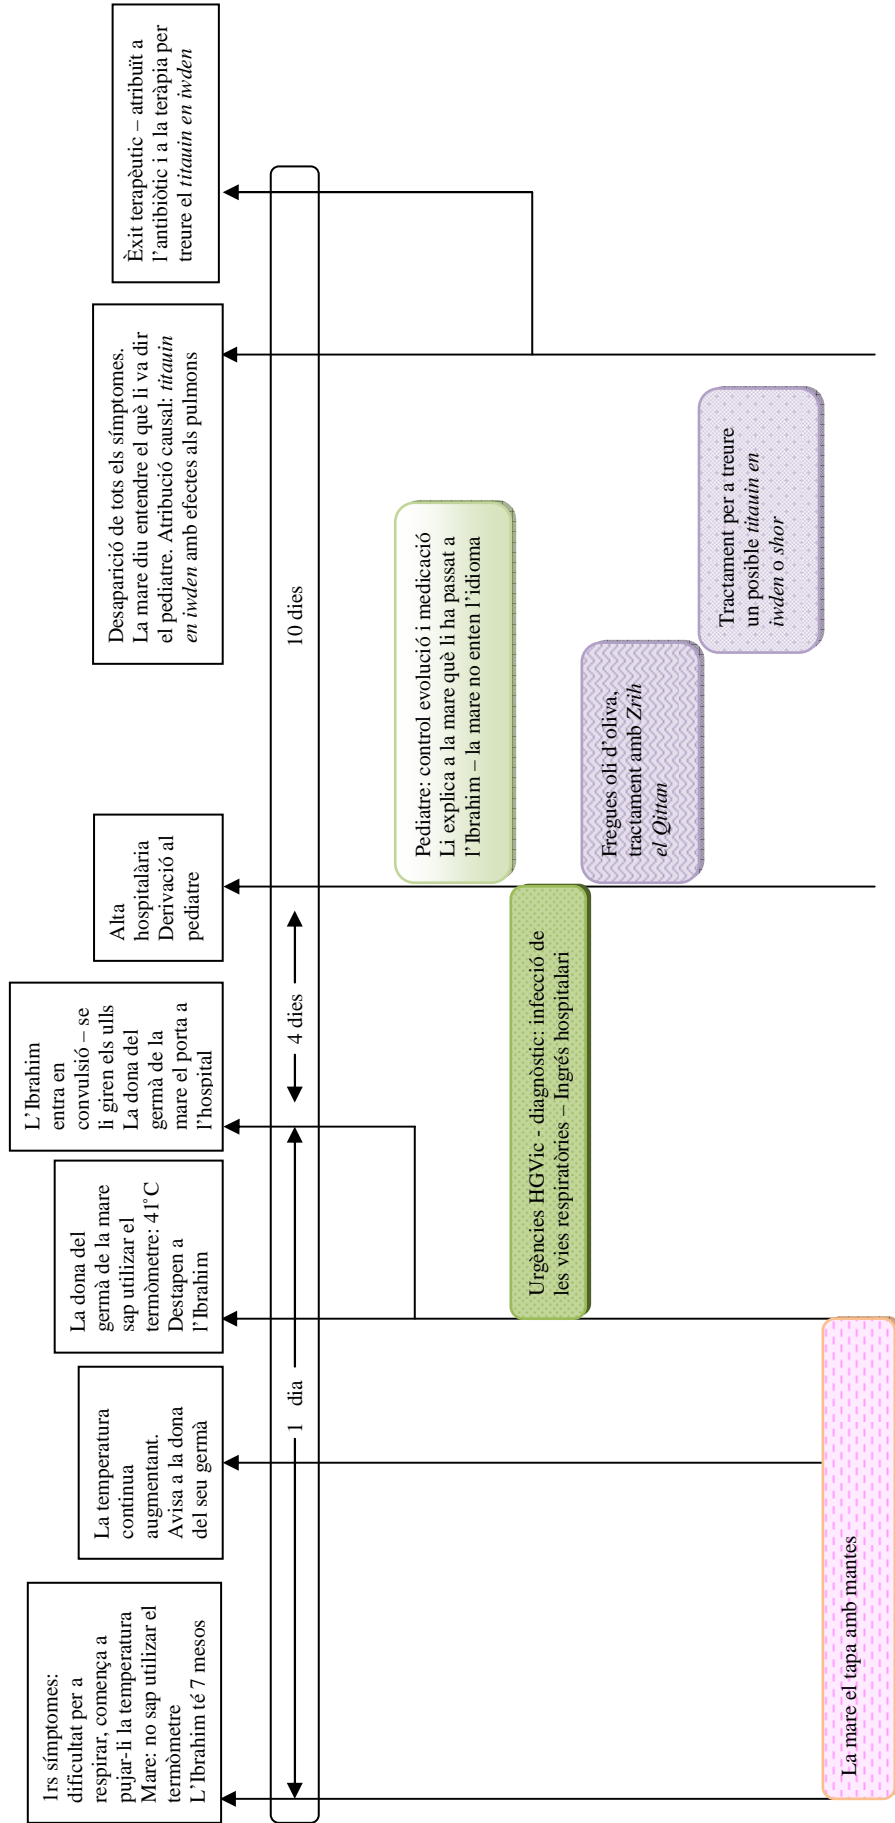 1rs símptomes:
dificultat per a
respirar, comença a
pujar-li la temperatura
Mare: no sap utilizar el
termòmetre
L’Ibrahim té 7 mesos
La temperatura
continua
augmentant.
Avisa a la dona
del seu germà
La dona del
germà de la mare
sap utilizar el
termòmetre: 41˚C
Destapen a
l’Ibrahim
L’Ibrahim
entra en
convulsió – se
li giren els ulls
La dona del
germà de la
mare el porta a
l’hospital
Alta
hospitalària
Derivació al
pediatre
Desaparició de tots els símptomes.
La mare diu entendre el què li va dir
el pediatre. Atribució causal: titauin
en iwden amb efectes als pulmons
Èxit terapèutic – atribuït a
l’antibiòtic i a la teràpia per
treure el titauin en iwden
1 dia
4 dies
10 dies
Pediatre: control evolució i medicació
Li explica a la mare què li ha passat a
l’Ibrahim – la mare no enten l’idioma
Urgències HGVic - diagnòstic: infecció de
les vies respiratòries – Ingrés hospitalari
Fregues oli d’oliva,
tractament amb Zrih
el Qittan
Tractament per a treure
un posible titauin en
iwden o shor
La mare el tapa amb mantes